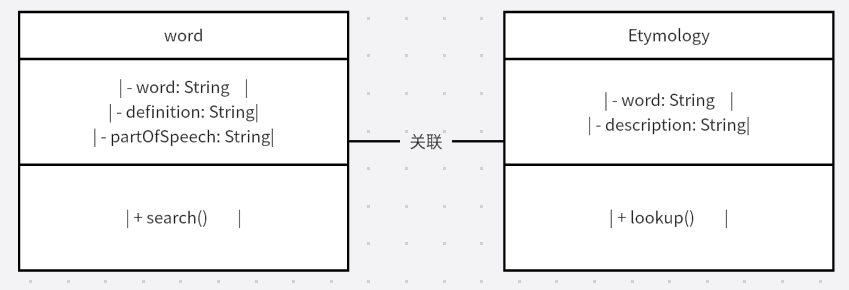 word
| - word: String |
| - definition: String|
| - partOfSpeech: String|
| + search() |
关联
Etymology
| - word: String |
| - description: String|
| + lookup() |